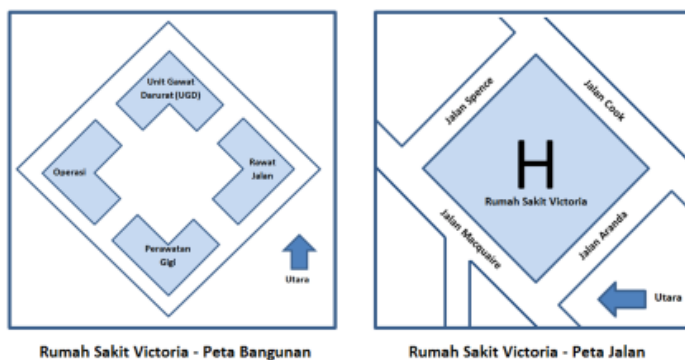 Unit Gawat
Darurat (UGD)
Operasi
Rawat
Jalan
Perawatan
Gigi
Utara
Rumah Sakit Victoria - Peta Bangunan
Jalan Spence
Jalan Cook
H
Rumah Sakit Victoria
Jalan Macquaire
Jalan Aranda
Utara
Rumah Sakit Victoria - Peta Jalan